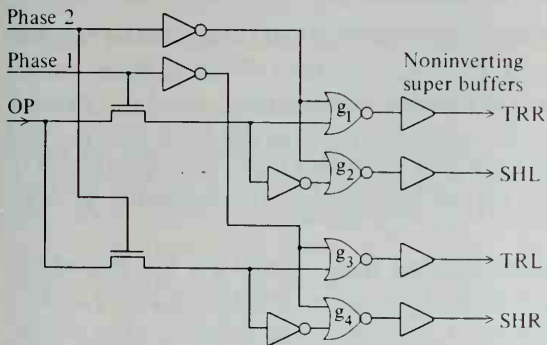 Phase 2
Phase 1
OP
Noninverting
super buffers
g1
TRR
g2
SHL
g3
TRL
g4
SHR